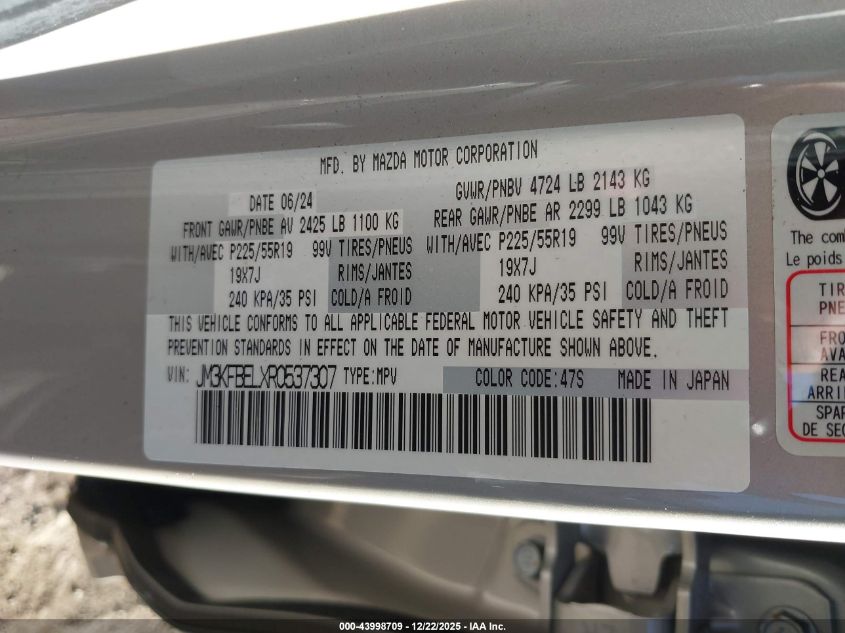 MFD. BY MAZDA MOTOR CORPORATION
DATE 06/24 GVWR/PNBV 4724 LB 2143 KG
FRONT GAWR/PNBE AV 2425 LB 1100 KG REAR GAWR/PNBE AR 2299 LB 1043 KG
WITH/AVEC P225/55R19 99V TIRES/PNEUS WITH/AVEC P225/55R19 99V TIRES/PNEUS
19X7J RIMS/JANTES 19X7J RIMS/JANTES
240 KPA/35 PSI COLD/A FROID 240 KPA/35 PSI COLD/A FROID
THIS VEHICLE CONFORMS TO ALL APPLICABLE FEDERAL MOTOR VEHICLE SAFETY AND THEFT
PREVENTION STANDARDS IN EFFECT ON THE DATE OF MANUFACTURE SHOWN ABOVE.
VIN: JM3KFBELXR0537307 TYPE:MPV COLOR CODE:47S MADE IN JAPAN
The com
Le poids
TIR
PNE
FRO
AVA
REA
ARRI
SPAR
DE SEC
000-43998709 - 12/22/2025 - IAA Inc.